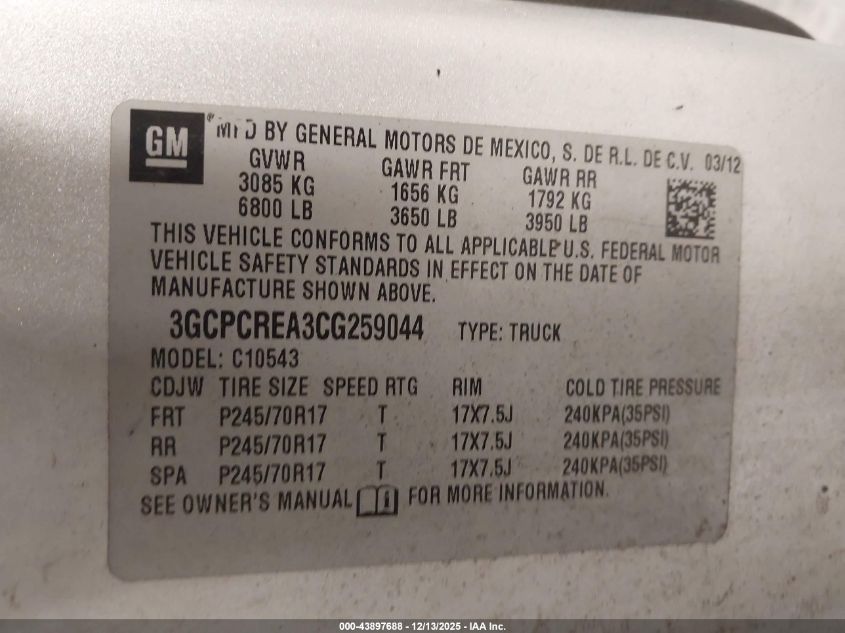 GM
MFD BY GENERAL MOTORS DE MEXICO, S. DE R.L. DE C.V. 03/12
GVWR GAWR FRT GAWR RR
3085 KG 1656 KG 1792 KG
6800 LB 3650 LB 3950 LB
THIS VEHICLE CONFORMS TO ALL APPLICABLE U.S. FEDERAL MOTOR
VEHICLE SAFETY STANDARDS IN EFFECT ON THE DATE OF
MANUFACTURE SHOWN ABOVE.
3GCPCREA3CG259044 TYPE: TRUCK
MODEL: C10543
CDJW TIRE SIZE SPEED RTG RIM COLD TIRE PRESSURE
FRT P245/70R17 T 17X7.5J 240KPA(35PSI)
RR P245/70R17 T 17X7.5J 240KPA(35PSI)
SPA P245/70R17 T 17X7.5J 240KPA(35PSI)
SEE OWNER'S MANUAL FOR MORE INFORMATION.
000-43897688 - 12/13/2025 - IAA Inc.